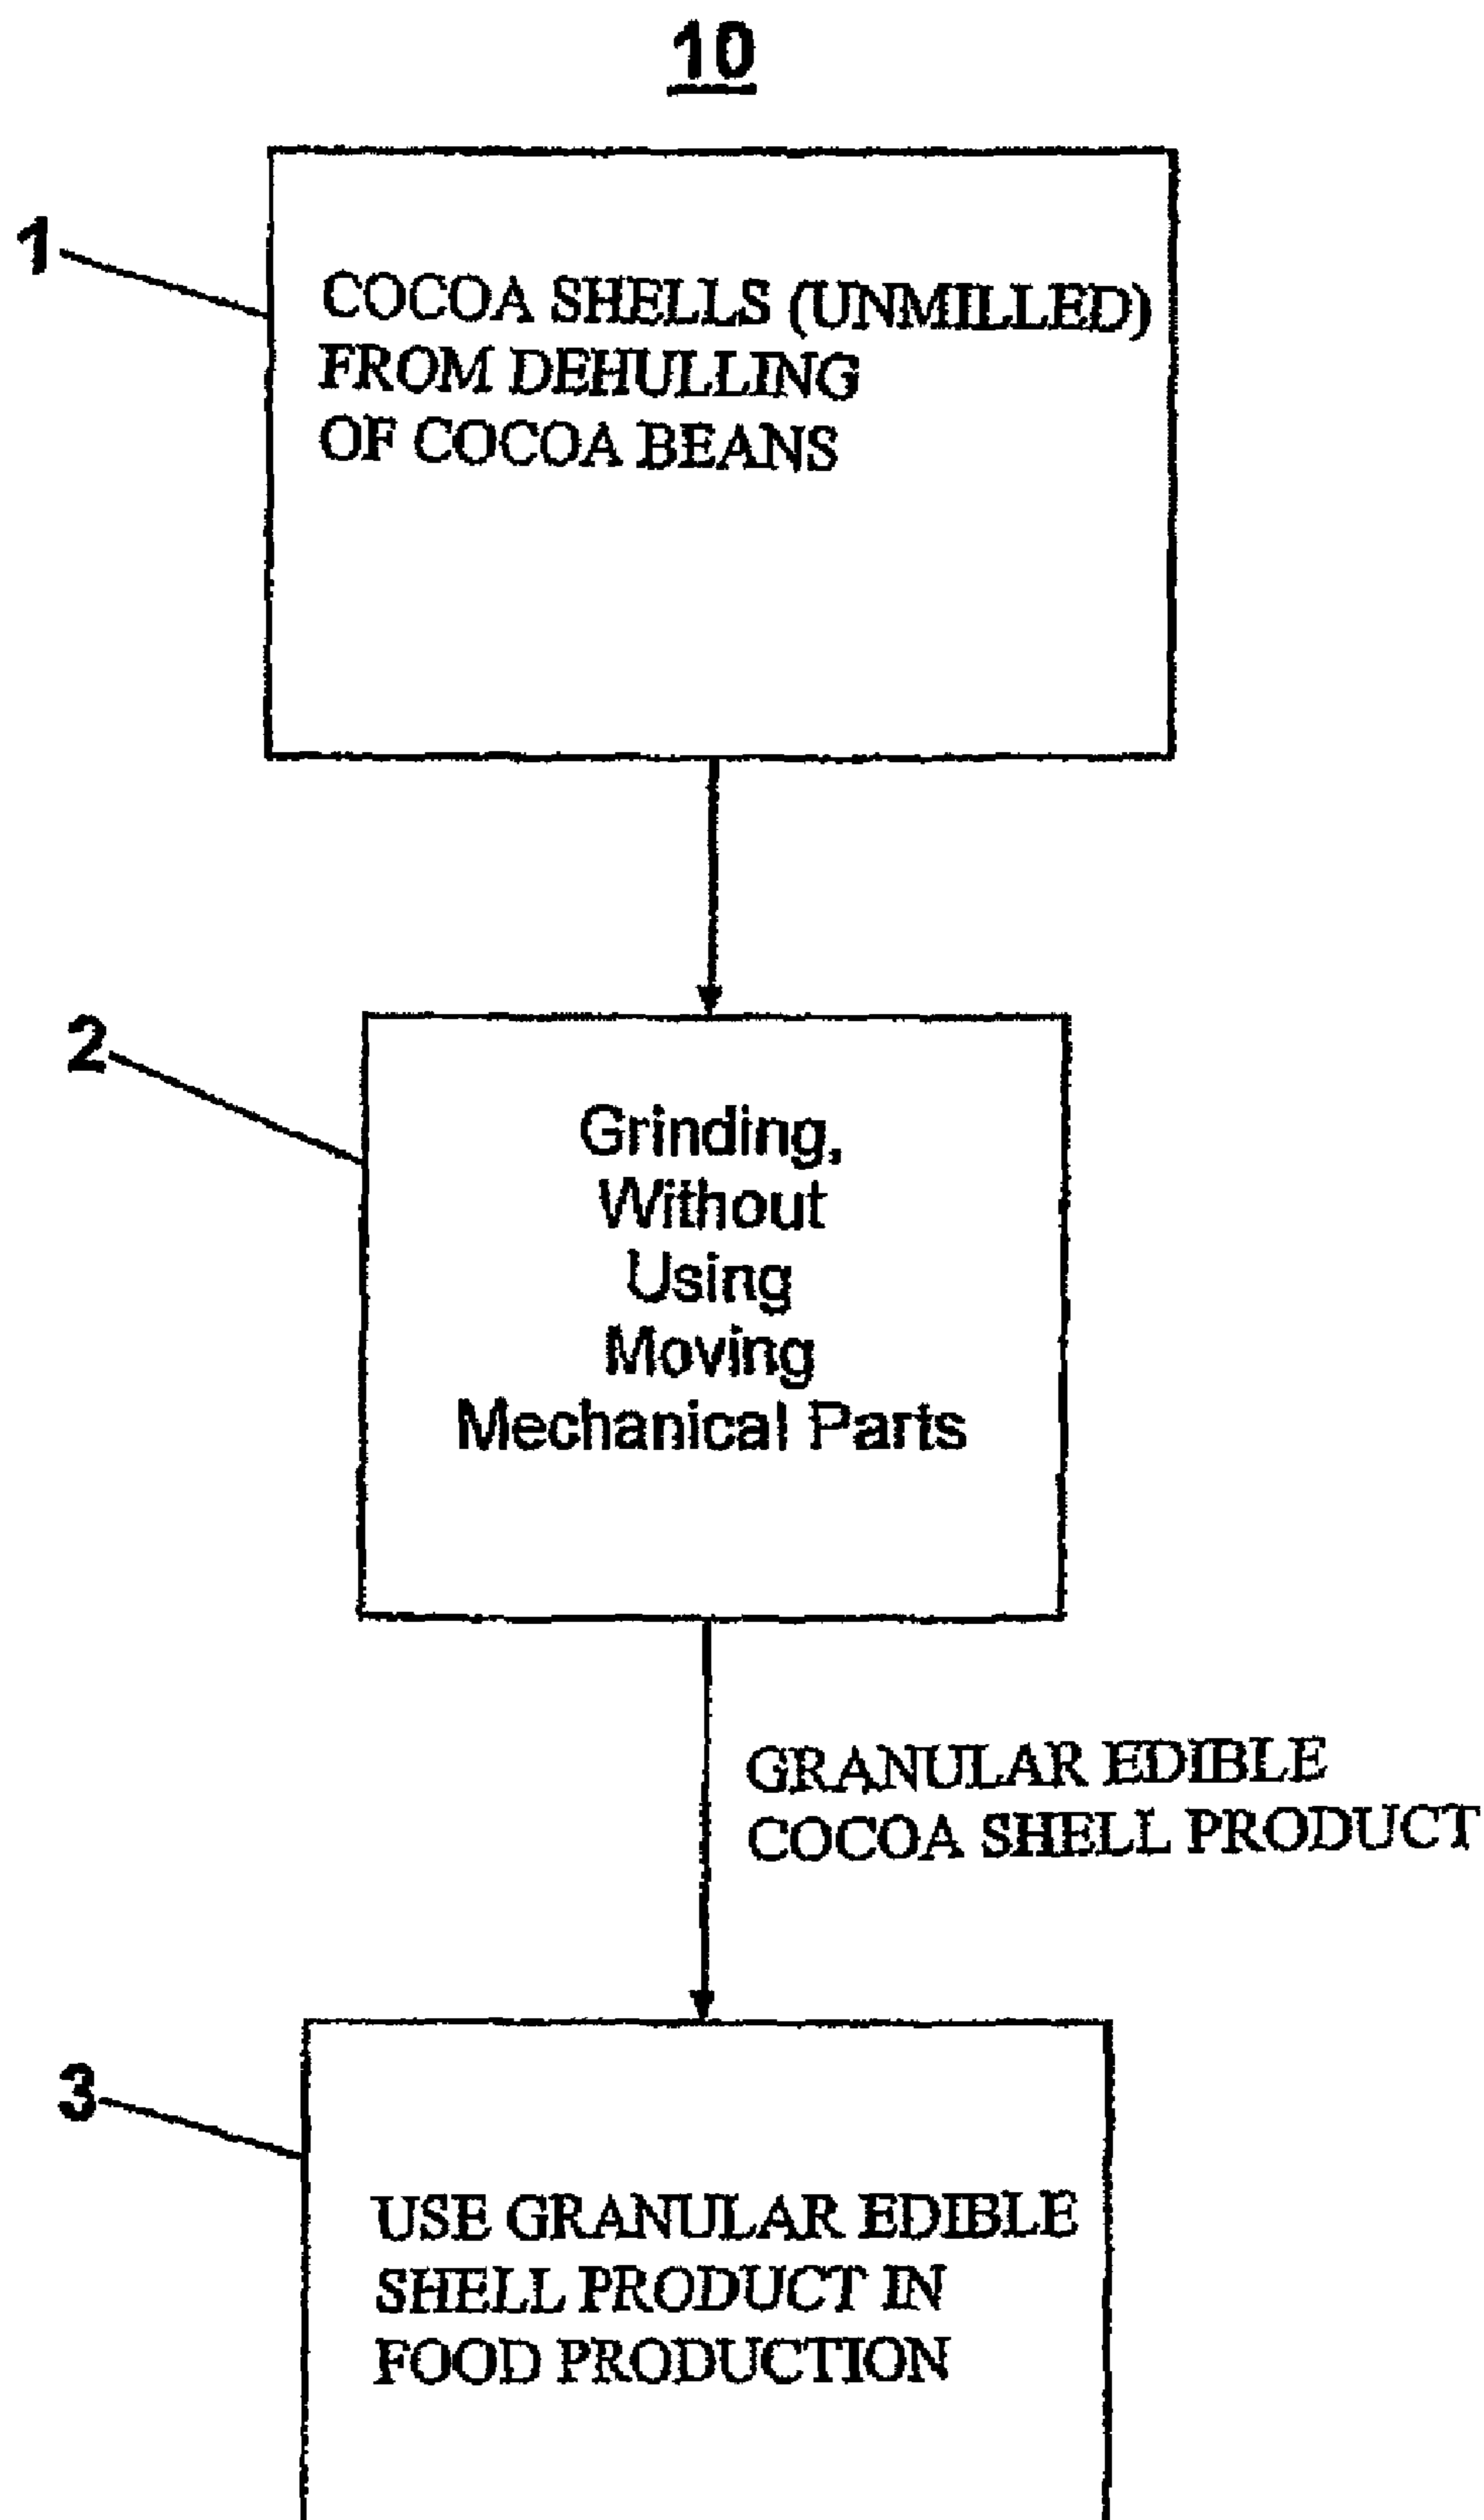 10
1
COCOA SHELLS (UNMILLED)
FROM DEHULLING
OF COCOA BEANS
2
Grinding,
Without
Using
Moving
Mechanical Parts
GRANULAR EDIBLE
COCOA SHELL PRODUCT
3
USE GRANULAR EDIBLE
SHELL PRODUCT IN
FOOD PRODUCTION